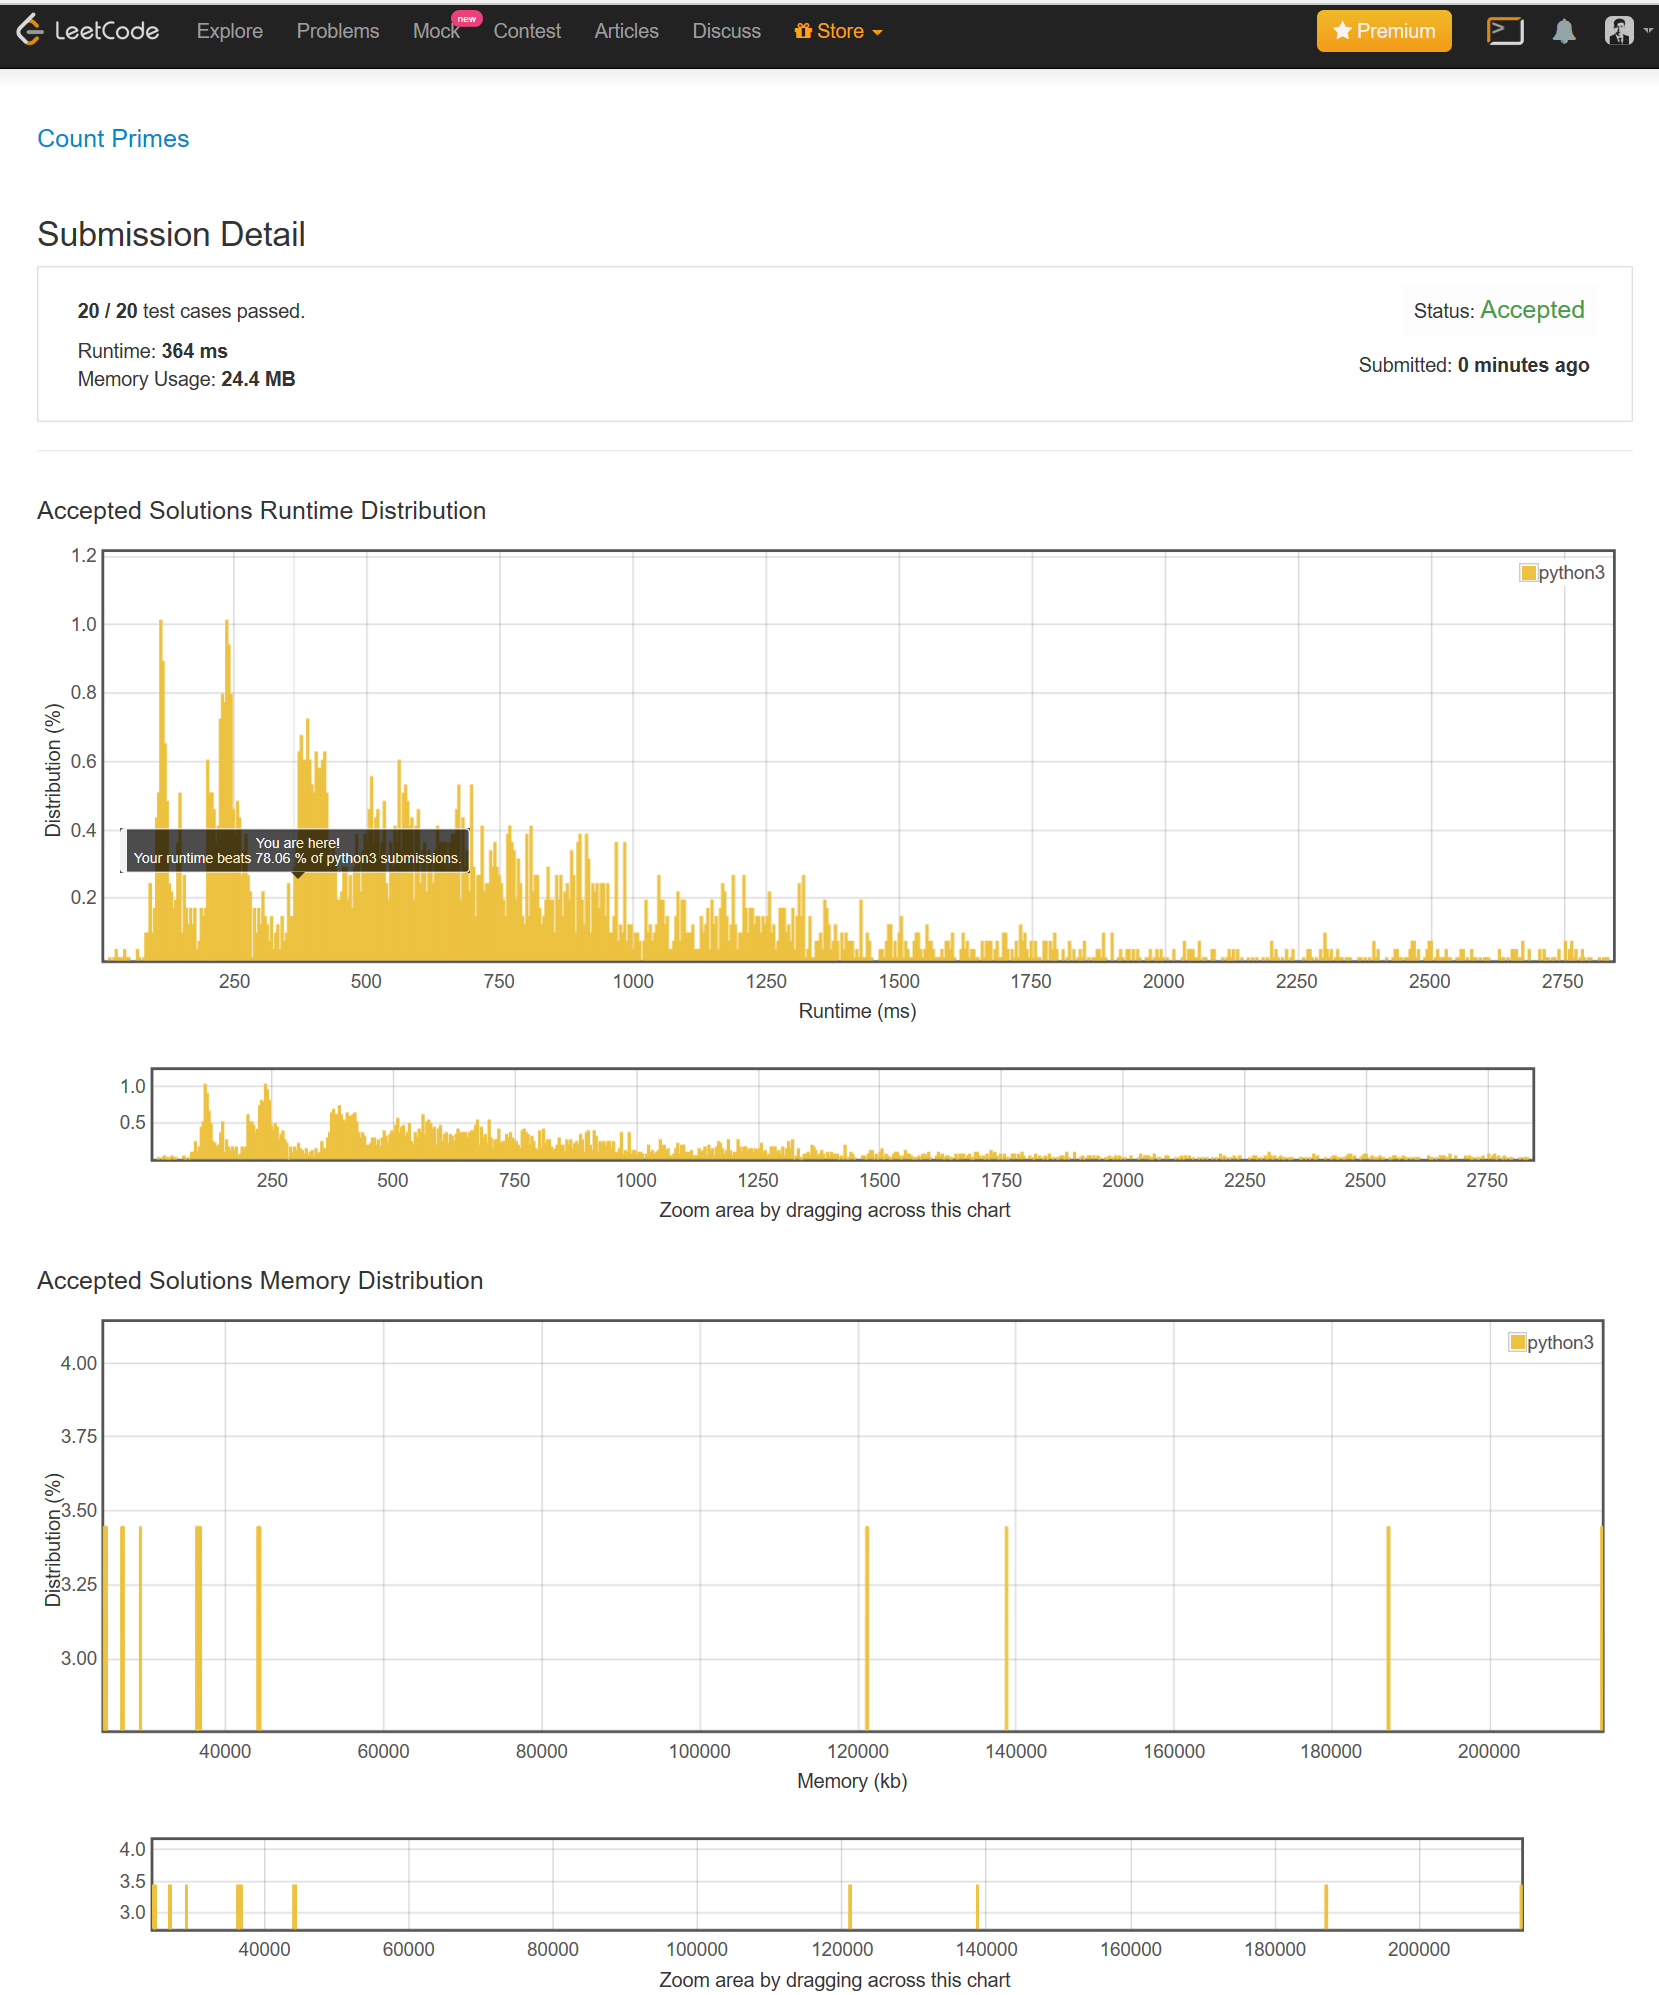 LeetCode Explore Problems Mock new Contest Articles Discuss Store Premium
Count Primes
Submission Detail
20 / 20 test cases passed.
Status: Accepted
Runtime: 364 ms
Submitted: 0 minutes ago
Memory Usage: 24.4 MB
Accepted Solutions Runtime Distribution
1.2
1.0
0.8
0.6
0.4
0.2
Distribution (%)
python3
You are here!
Your runtime beats 78.06 % of python3 submissions.
250 500 750 1000 1250 1500 1750 2000 2250 2500 2750
Runtime (ms)
1.0
0.5
250 500 750 1000 1250 1500 1750 2000 2250 2500 2750
Zoom area by dragging across this chart
Accepted Solutions Memory Distribution
4.00
3.75
3.50
3.25
3.00
Distribution (%)
python3
40000 60000 80000 100000 120000 140000 160000 180000 200000
Memory (kb)
4.0
3.5
3.0
40000 60000 80000 100000 120000 140000 160000 180000 200000
Zoom area by dragging across this chart